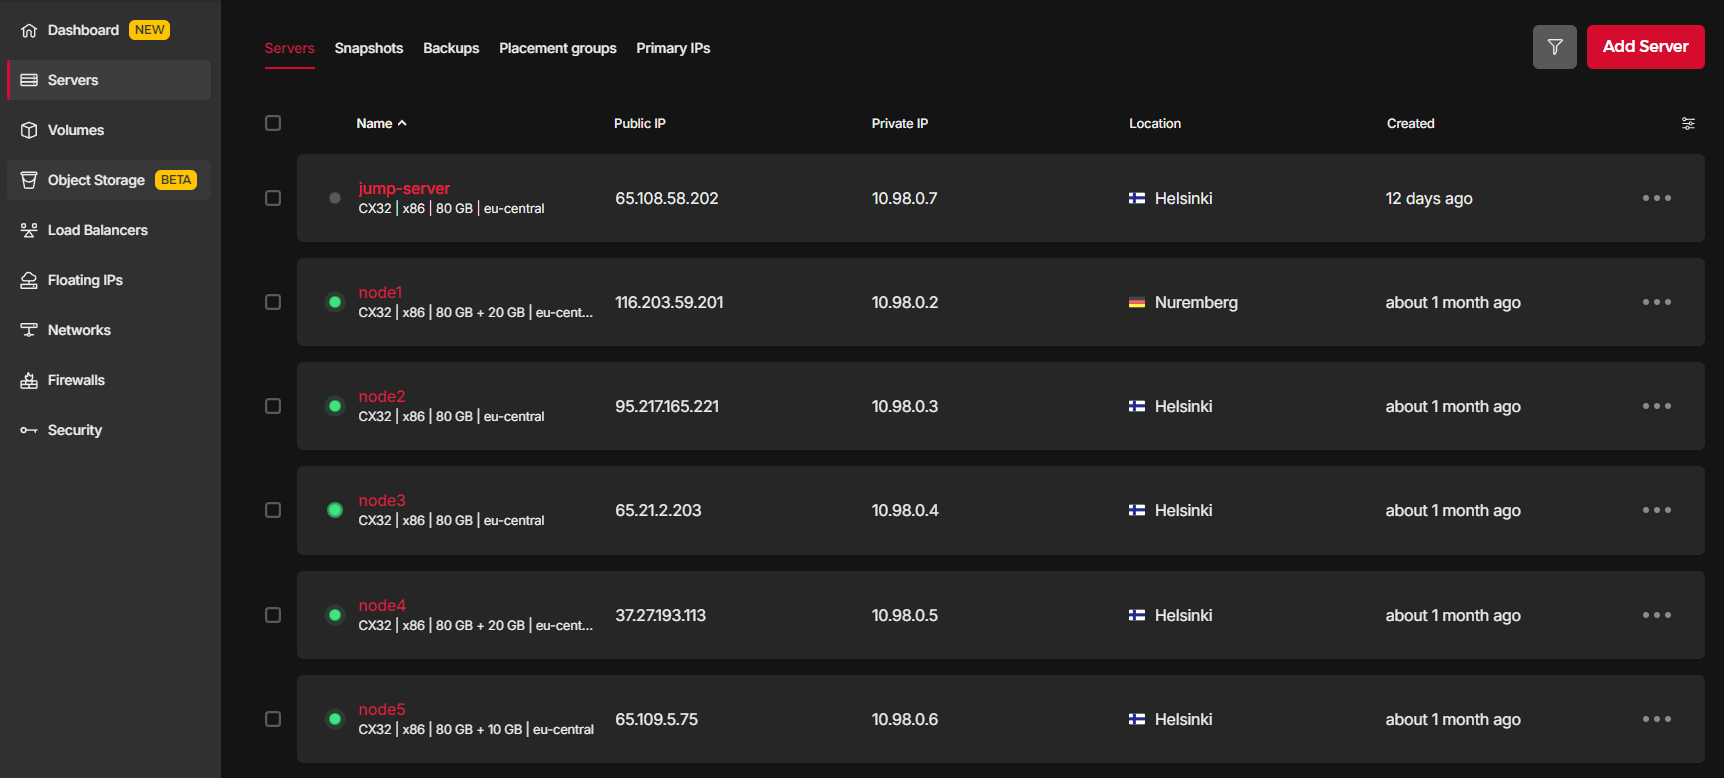 Dashboard NEW
Servers
Volumes
Object Storage BETA
Load Balancers
Floating IPs
Networks
Firewalls
Security
Servers Snapshots Backups Placement groups Primary IPs
Add Server
Name Public IP Private IP Location Created
jump-server
CX32 | x86 | 80 GB | eu-central
65.108.58.202 10.98.0.7 Helsinki 12 days ago
node1
CX32 | x86 | 80 GB + 20 GB | eu-cent...
116.203.59.201 10.98.0.2 Nuremberg about 1 month ago
node2
CX32 | x86 | 80 GB | eu-central
95.217.165.221 10.98.0.3 Helsinki about 1 month ago
node3
CX32 | x86 | 80 GB | eu-central
65.21.2.203 10.98.0.4 Helsinki about 1 month ago
node4
CX32 | x86 | 80 GB + 20 GB | eu-cent...
37.27.193.113 10.98.0.5 Helsinki about 1 month ago
node5
CX32 | x86 | 80 GB + 10 GB | eu-central
65.109.5.75 10.98.0.6 Helsinki about 1 month ago